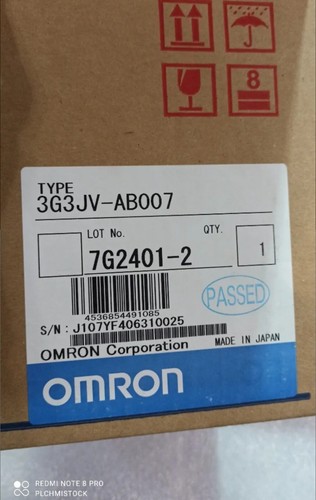 8
TYPE
3G3JV-AB007
LOT No. QTY.
7G2401-2 1
4536854491085
PASSED
S/N: J107YF406310025
OMRON Corporation MADE IN JAPAN
OMRON
REDMI NOTE 8 PRO
PLCHMISTOCK